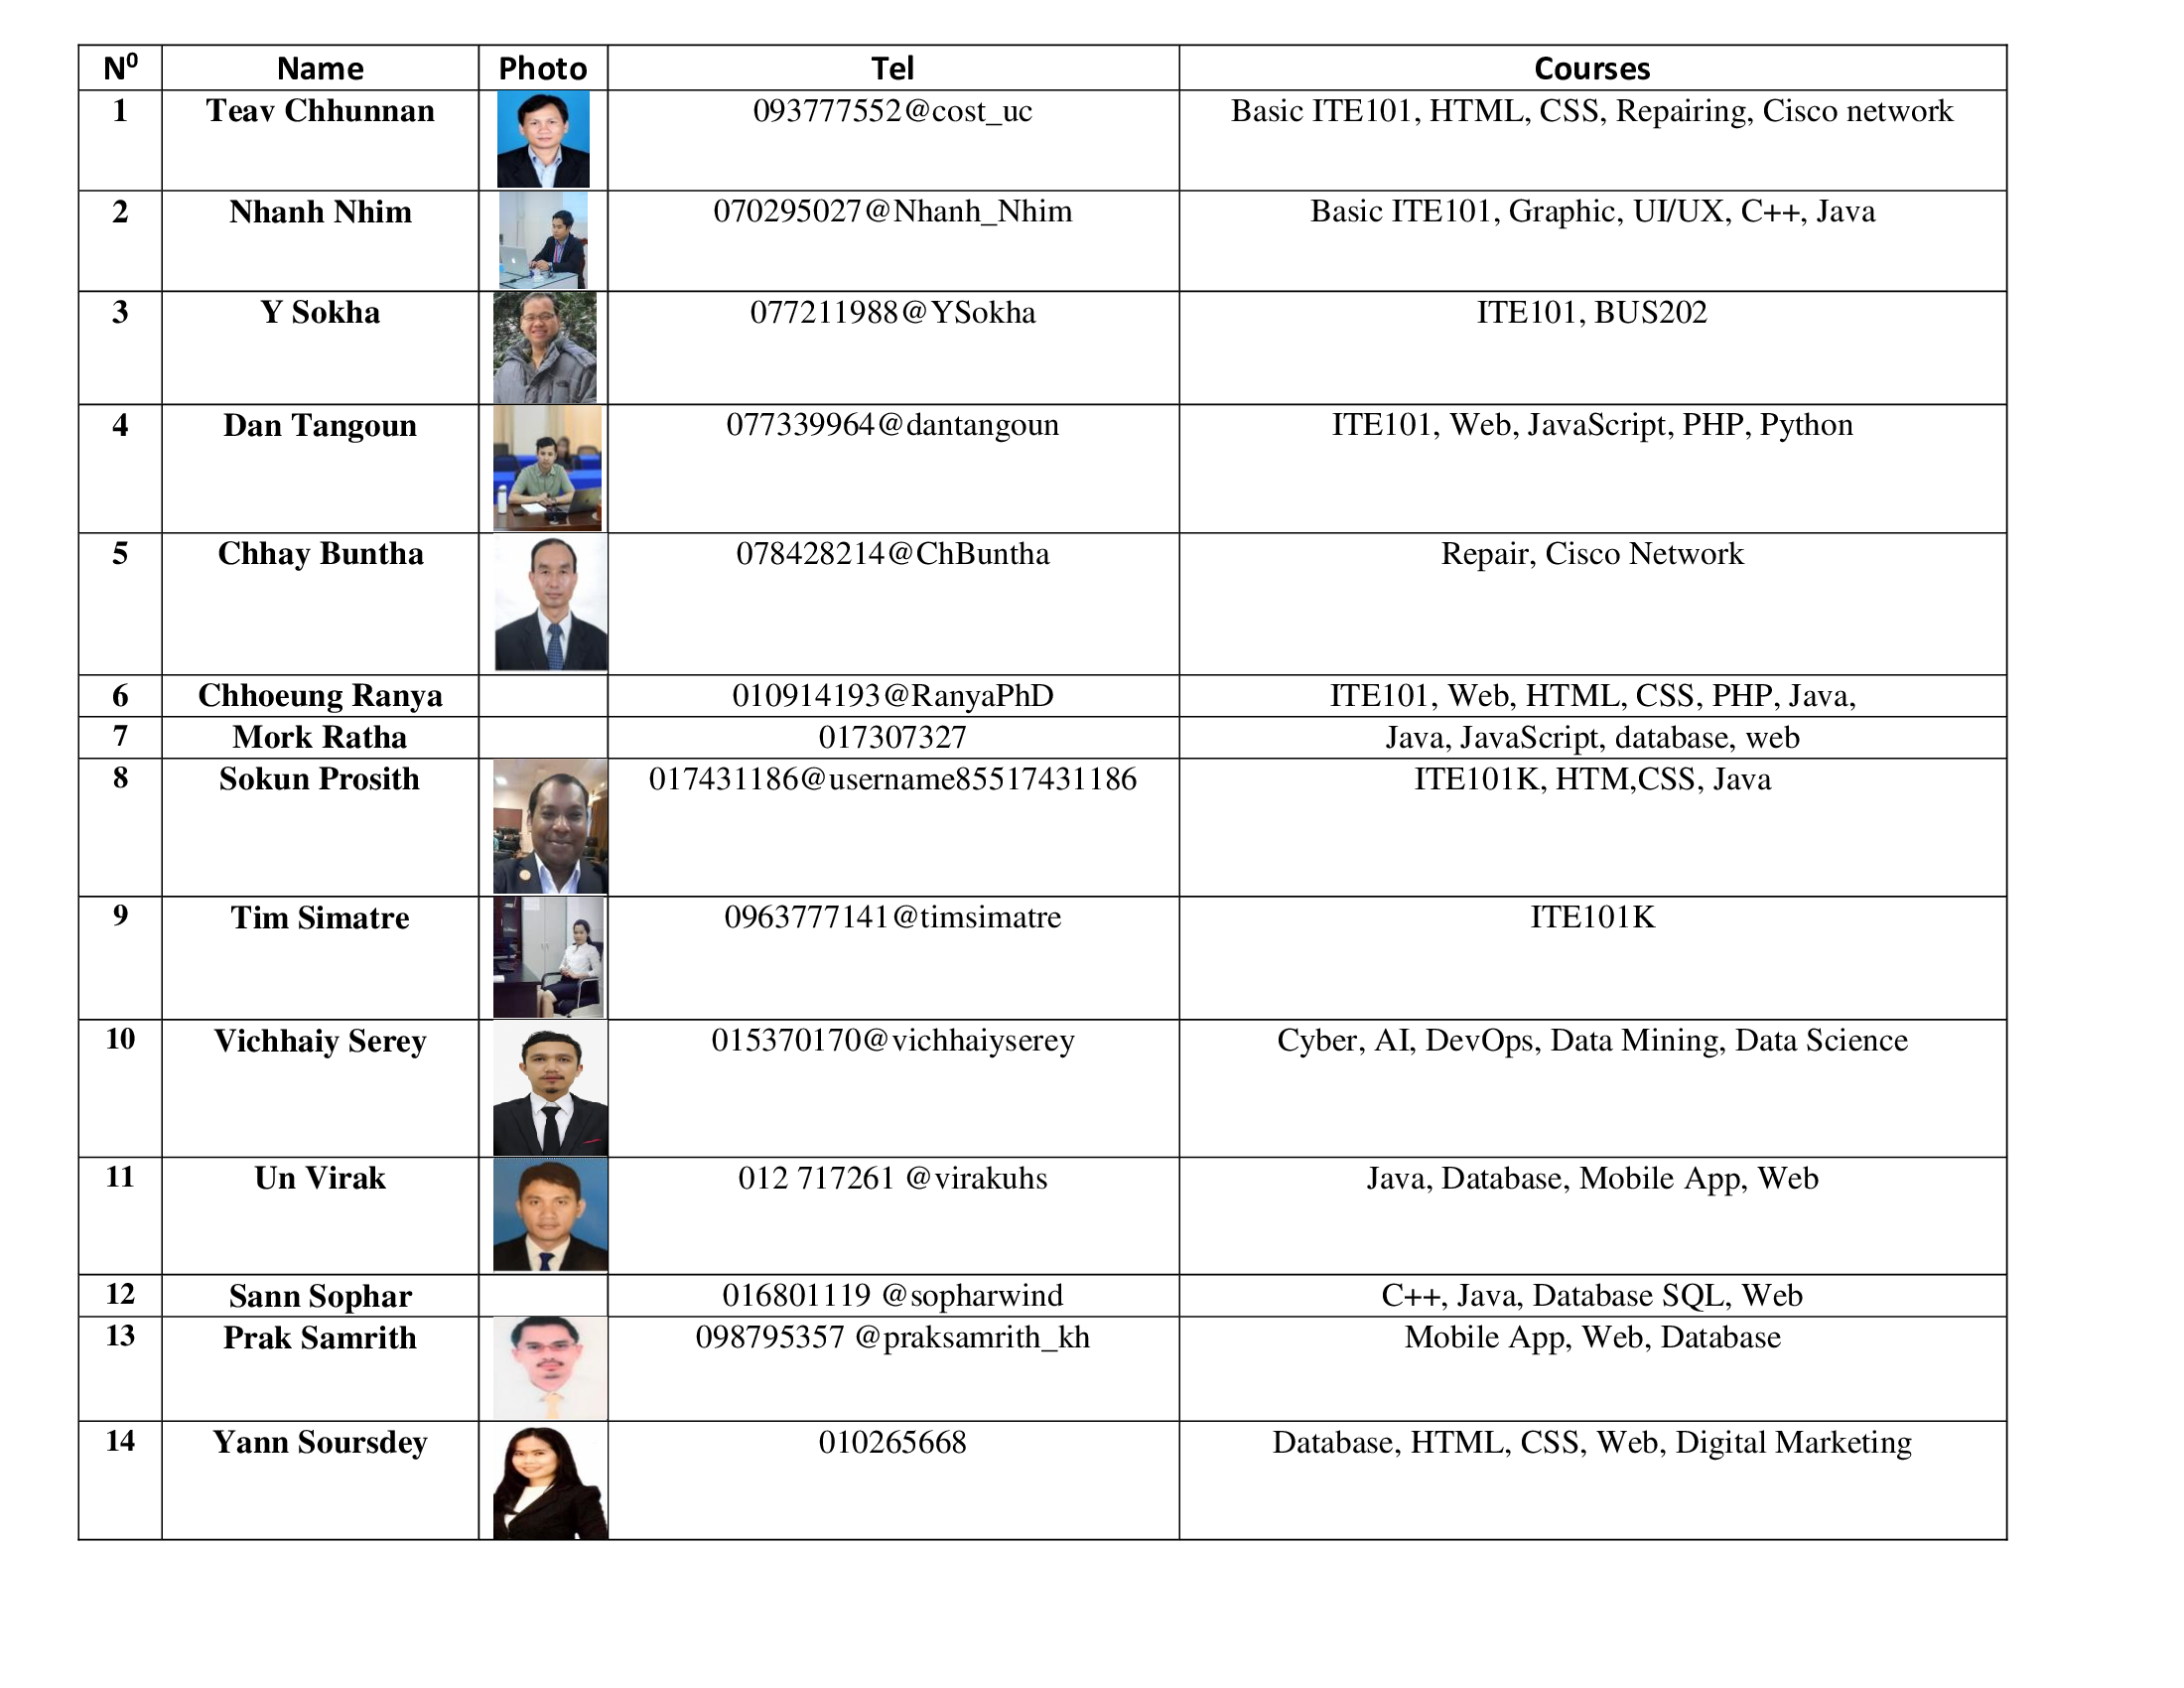 N⁰ Name Photo Tel Courses
1 Teav Chhunnan 093777552@cost_uc Basic ITE101, HTML, CSS, Repairing, Cisco network
2 Nhanh Nhim 070295027@Nhanh_Nhim Basic ITE101, Graphic, UI/UX, C++, Java
3 Y Sokha 077211988@YSokha ITE101, BUS202
4 Dan Tangoun 077339964@dantangoun ITE101, Web, JavaScript, PHP, Python
5 Chhay Buntha 078428214@ChBuntha Repair, Cisco Network
6 Chhoeung Ranya 010914193@RanyaPhD ITE101, Web, HTML, CSS, PHP, Java,
7 Mork Ratha 017307327 Java, JavaScript, database, web
8 Sokun Prosith 017431186@username85517431186 ITE101K, HTM,CSS, Java
9 Tim Simatre 0963777141@timsimatre ITE101K
10 Vichhaiy Serey 015370170@vichhaiyserey Cyber, AI, DevOps, Data Mining, Data Science
11 Un Virak 012 717261 @virakuhs Java, Database, Mobile App, Web
12 Sann Sophar 016801119 @sopharwind C++, Java, Database SQL, Web
13 Prak Samrith 098795357 @praksamrith_kh Mobile App, Web, Database
14 Yann Soursdey 010265668 Database, HTML, CSS, Web, Digital Marketing